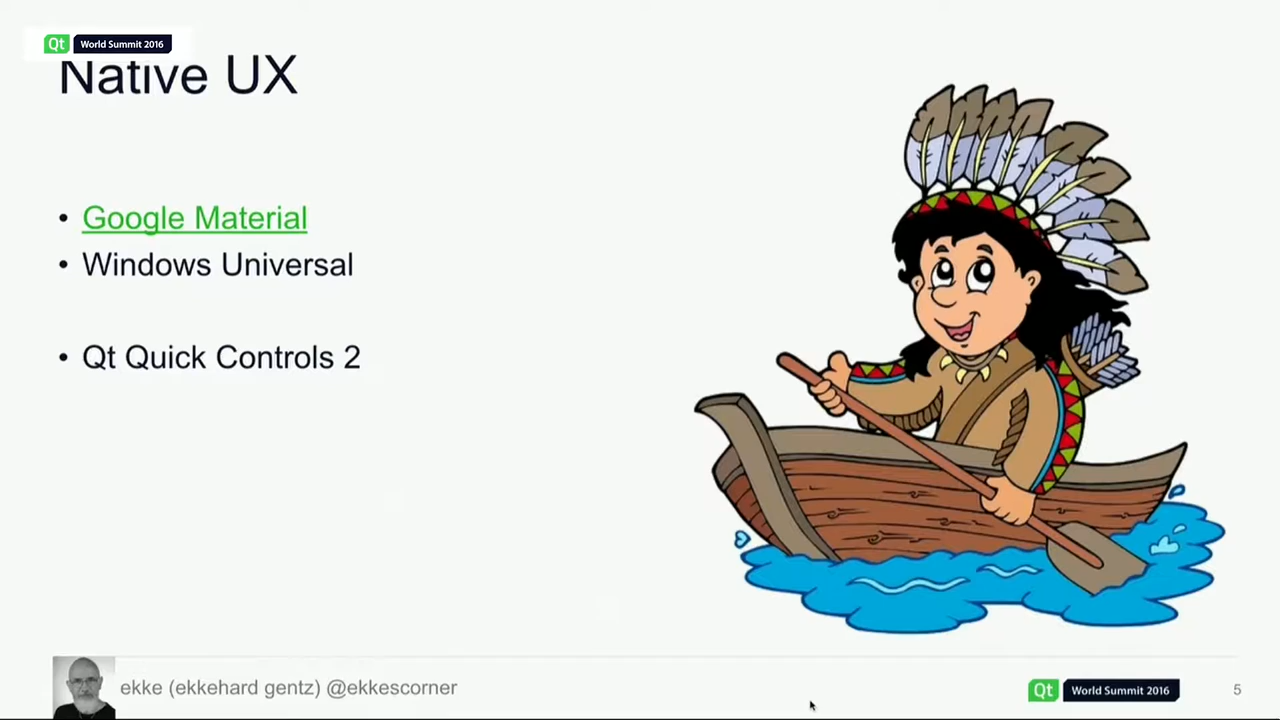 Qt World Summit 2016
Native UX
• Google Material
• Windows Universal
• Qt Quick Controls 2
ekke (ekkehard gentz) @ekkescorner
Qt World Summit 2016
5